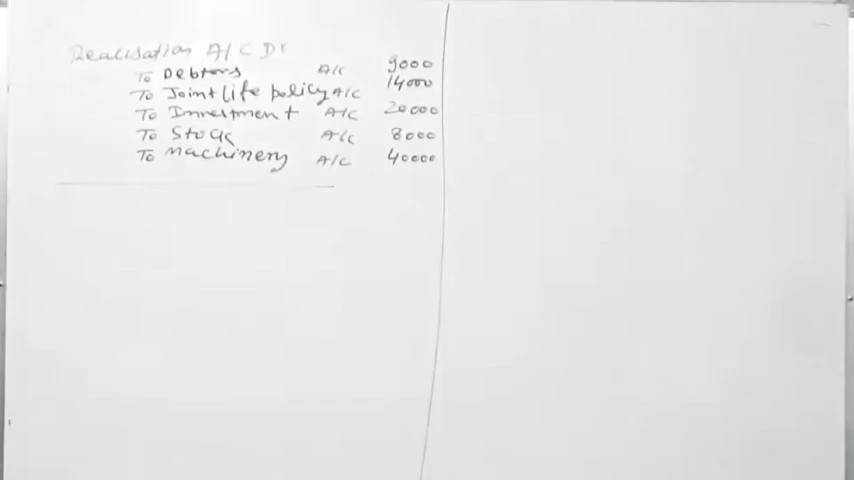 Realisation A/C Dr
To Debtors A/C 9000
To Joint life policy A/C 14000
To Investment A/C 20000
To Stock A/C 8000
To Machinery A/C 40000